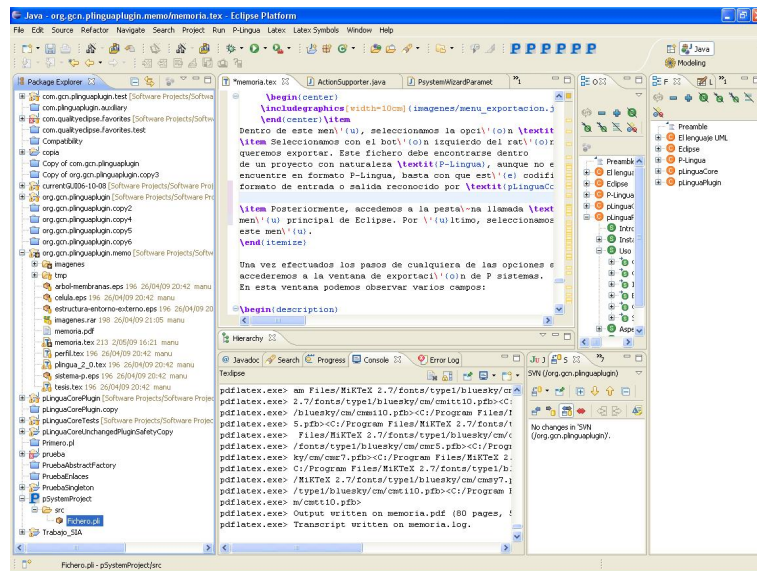 Java - org.gcn.plinguaplugin.memo/memoria.tex - Eclipse Platform
File Edit Source Refactor Navigate Search Project Run P-Lingua Latex Latex Symbols Window Help
Java
Modeling
Package Explorer
com.gcn.plinguaplugin.test [Software Projects/Softwa
com.plinguaplugin.auxiliary
com.qualityeclipse.favorites [Software Projects/Softwa
com.qualityeclipse.favorites.test
Compatibility
copia
Copy of com.gcn.plinguaplugin
Copy of com.gcn.plinguaplugin.copy3
currentGUI06-10-08 [Software Projects/Software Proj
org.gcn.plinguaplugin [Software Projects/Software Pro
org.gcn.plinguaplugin.copy2
org.gcn.plinguaplugin.copy4
org.gcn.plinguaplugin.copy5
org.gcn.plinguaplugin.copy6
org.gcn.plinguaplugin.memo [Software Projects/Softw
imagenes
tmp
arbol-membranas.eps 196 26/04/09 20:42 manu
celula.eps 196 26/04/09 20:42 manu
estructura-entorno-externo.eps 196 26/04/09 20
imagenes.rar 198 26/04/09 21:05 manu
memoria.pdf
memoria.tex 213 2/05/09 16:21 manu
perfil.tex 196 26/04/09 20:42 manu
plingua_2_0.tex 196 26/04/09 20:42 manu
sistema-p.eps 196 26/04/09 20:42 manu
tesis.tex 196 26/04/09 20:42 manu
pLinguaCorePlugin [Software Projects/Software Projec
pLinguaCorePlugin.copy
pLinguaCoreTests [Software Projects/Software Projec
pLinguaCoreUnchangedPluginSafetyCopy
Primero.pl
prueba
PruebaAbstractFactory
PruebaEnlaces
PruebaSingleton
pSystemProject
src
Fichero.pli
Trabajo_SIA
*memoria.tex
ActionSupporter.java
PsystemWizardParamet
\begin{center}
\includegraphics[width=10cm]{imagenes/menu_exportacion.j
\end{center}\item
Dentro de este men\'{u}, seleccionamos la opci\'{o}n \textit
\item Seleccionamos con el bot\'{o}n izquierdo del rat\'{o}n
queremos exportar. Este fichero debe encontrarse dentro
de un proyecto con naturaleza \textit{P-Lingua}, aunque no e
encuentre en formato P-Lingua, basta con que est\'{e} codifi
formato de entrada o salida reconocido por \textit{pLinguaCo
\item Posteriormente, accedemos a la pesta\~na llamada \text
men\'{u} principal de Eclipse. Por \'{u}ltimo, seleccionamos
este men\'{u}.
\end{itemize}
Una vez efectuados los pasos de cualquiera de las opciones e
accederemos a la ventana de exportaci\'{o}n de P sistemas.
En esta ventana podemos observar varios campos:
\begin{description}
Hierarchy
Javadoc Search Progress Console Error Log
Texlipse
pdflatex.exe> am Files/MiKTeX 2.7/fonts/type1/bluesky/cm
pdflatex.exe> 2.7/fonts/type1/bluesky/cm/cmitt10.pfb><C:
pdflatex.exe> /bluesky/cm/cmmi10.pfb><C:/Program Files/M
pdflatex.exe> 5.pfb><C:/Program Files/MiKTeX 2.7/fonts/t
pdflatex.exe> Files/MiKTeX 2.7/fonts/type1/bluesky/cm/c
pdflatex.exe> /fonts/type1/bluesky/cm/cmr5.pfb><C:/Progr
pdflatex.exe> ky/cm/cmr7.pfb><C:/Program Files/MiKTeX 2.
pdflatex.exe> C:/Program Files/MiKTeX 2.7/fonts/type1/bl
pdflatex.exe> /MiKTeX 2.7/fonts/type1/bluesky/cm/cmsy7.p
pdflatex.exe> /type1/bluesky/cm/cmti10.pfb><C:/Program F
pdflatex.exe> m/cmtt10.pfb>
pdflatex.exe> Output written on memoria.pdf (80 pages,
pdflatex.exe> Transcript written on memoria.log.
Preamble
El lengua
Eclipse
P-Lingua
pLinguaC
pLinguaP
Intro
Insta
Uso
Aspe
SVN (/org.gcn.plinguaplugin)
No changes in 'SVN
(/org.gcn.plinguaplugin)'.
Preamble
El lenguaje UML
Eclipse
P-Lingua
pLinguaCore
pLinguaPlugin
Fichero.pli - pSystemProject/src